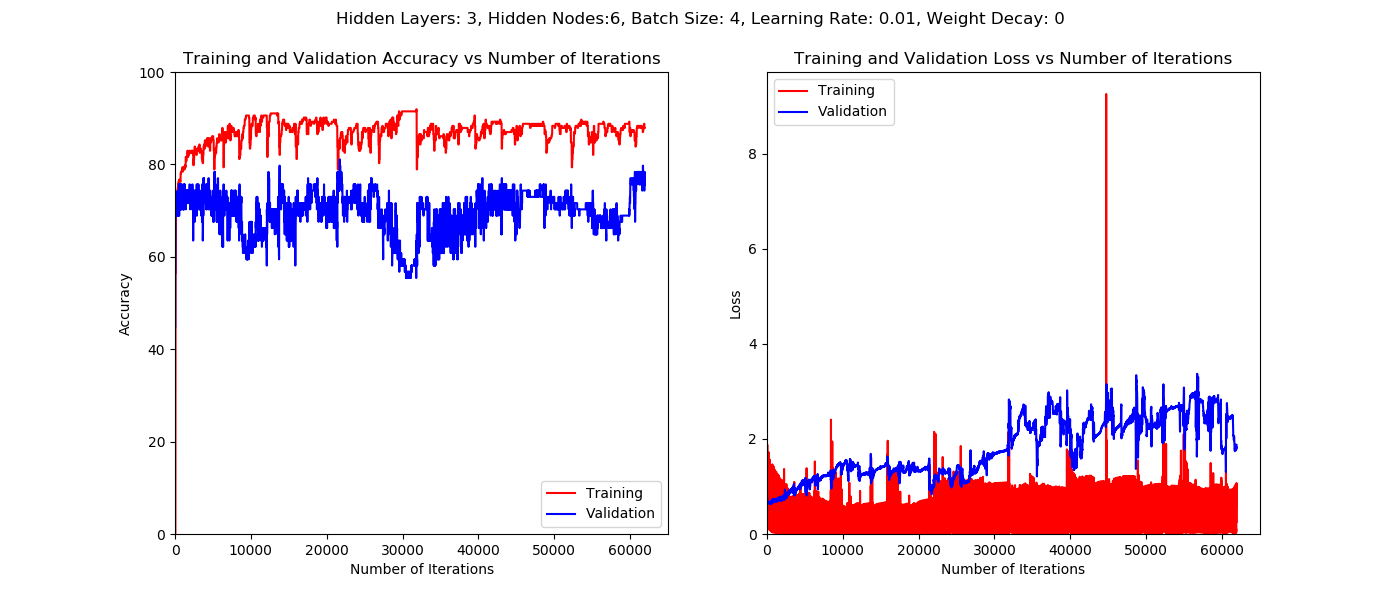 Hidden Layers: 3, Hidden Nodes:6, Batch Size: 4, Learning Rate: 0.01, Weight Decay: 0
Training and Validation Accuracy vs Number of Iterations
100
80
60
40
20
0
Accuracy
0 10000 20000 30000 40000 50000 60000
Number of Iterations
Training
Validation
Training and Validation Loss vs Number of Iterations
Training
Validation
8
6
4
2
0
Loss
0 10000 20000 30000 40000 50000 60000
Number of Iterations